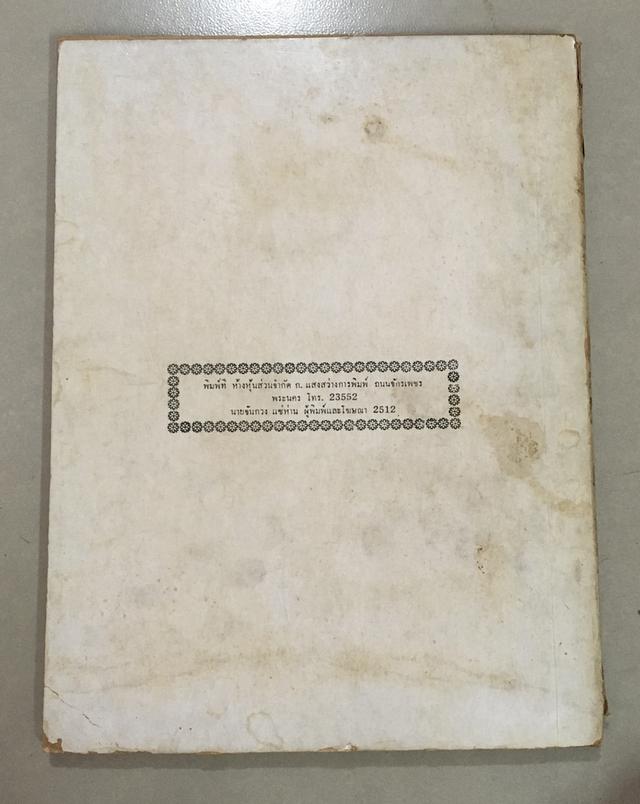 พิมพ์ที่ ห้างหุ้นส่วนจำกัด ก. แสงสว่างการพิมพ์ ถนนจักรเพชร
พระนคร โทร. 23552
นายซัมกวง แซ่ห่าน ผู้พิมพ์และโฆษณา 2512